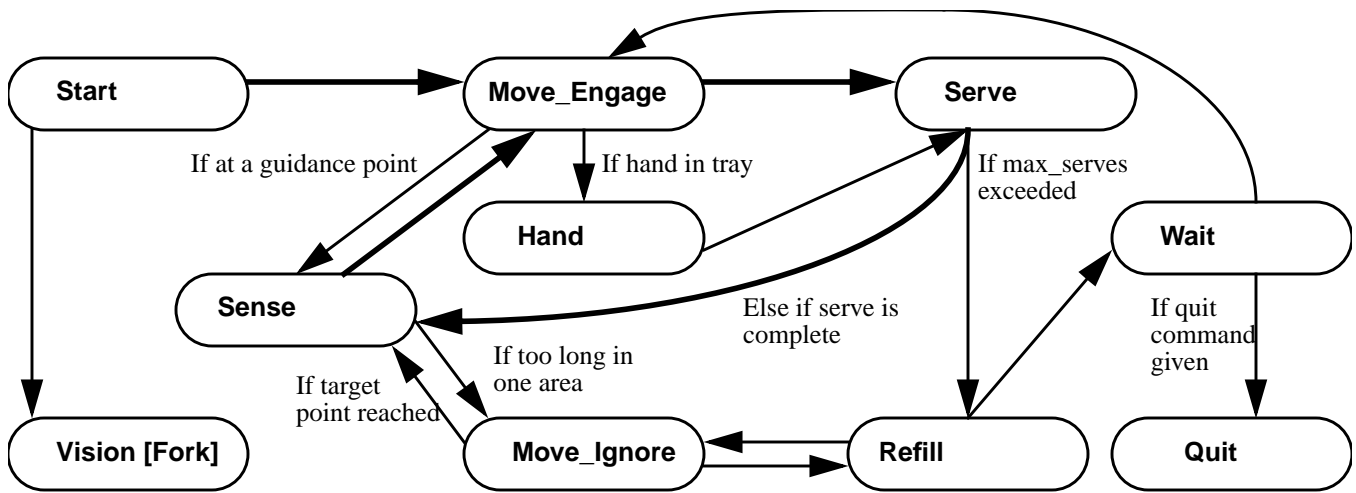 Start
Move_Engage
Serve
If at a guidance point
If hand in tray
If max_serves
exceeded
Hand
Wait
Sense
Else if serve is
complete
If quit
command
given
If too long in
one area
If target
point reached
Vision [Fork]
Move_Ignore
Refill
Quit